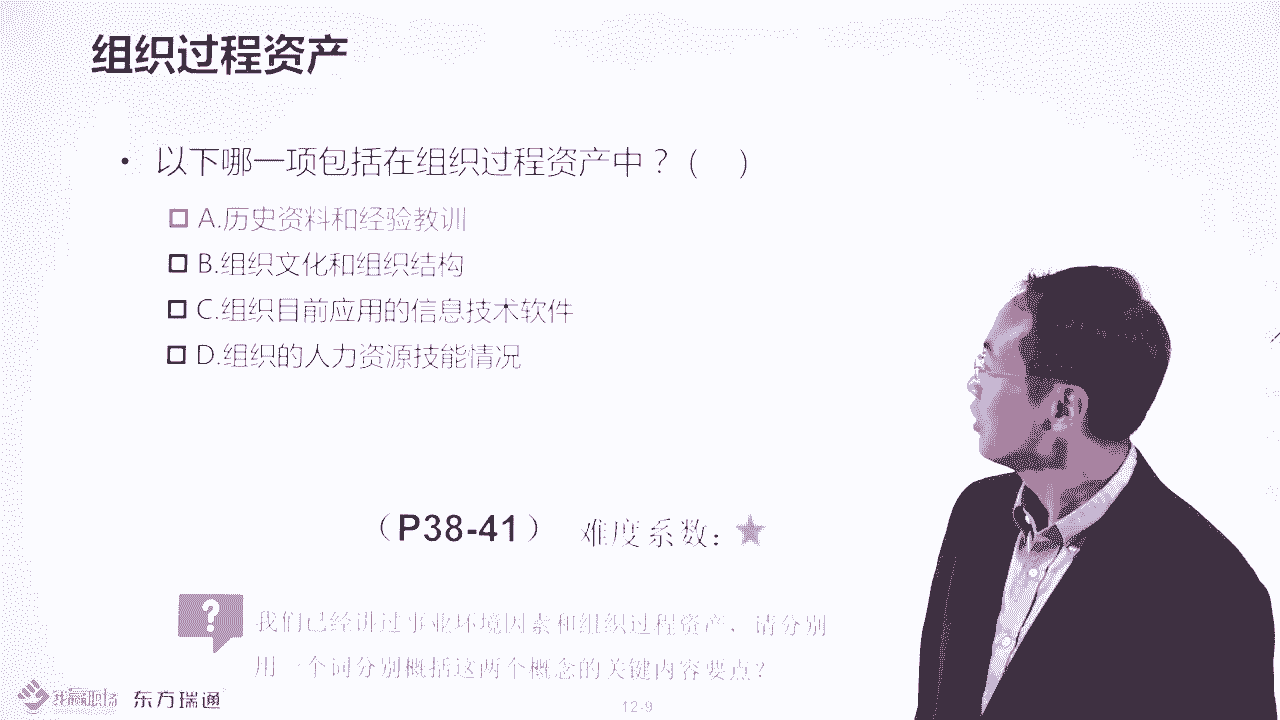 组织过程资产
• 以下哪一项包括在组织过程资产中？（ ）
A.历史资料和经验教训
B.组织文化和组织结构
C.组织目前应用的信息技术软件
D.组织的人力资源技能情况
（P38-41） 难度系数：★
? 我们已经讲过事业环境因素和组织过程资产，请分别
用一个词分别概括这两个概念的关键内容要点？
东方瑞通
12-9